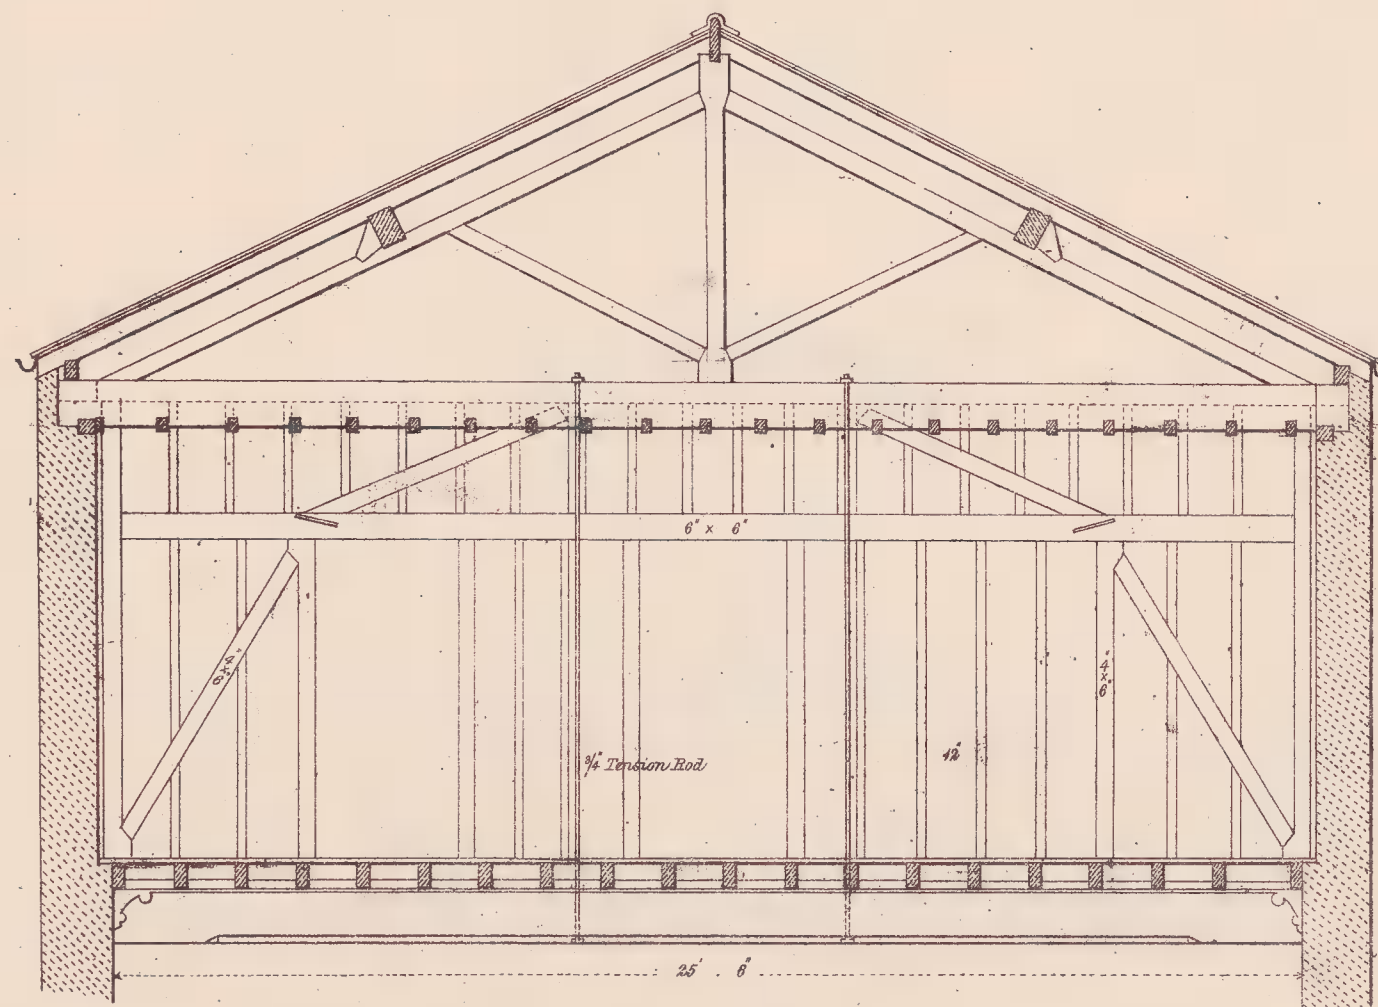 6" x 6"
6" x 4"
4" x 6"
3/4" Tension Rod
12"
25' . 6"